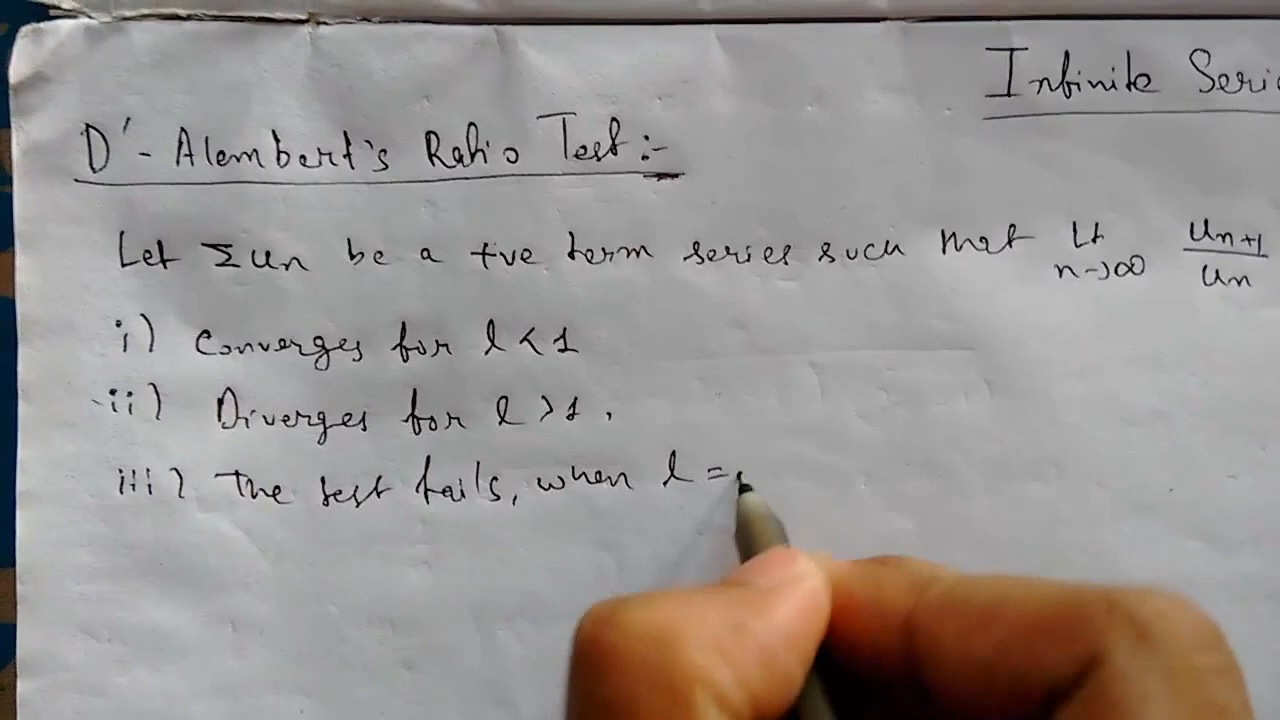 Infinite Serie
D'- Alembert's Ratio Test :-
Let Σun be a +ve term series such that Lt n→∞ un+1/un
i) Converges for l < 1
ii) Diverges for l > 1.
iii) The test fails, when l =